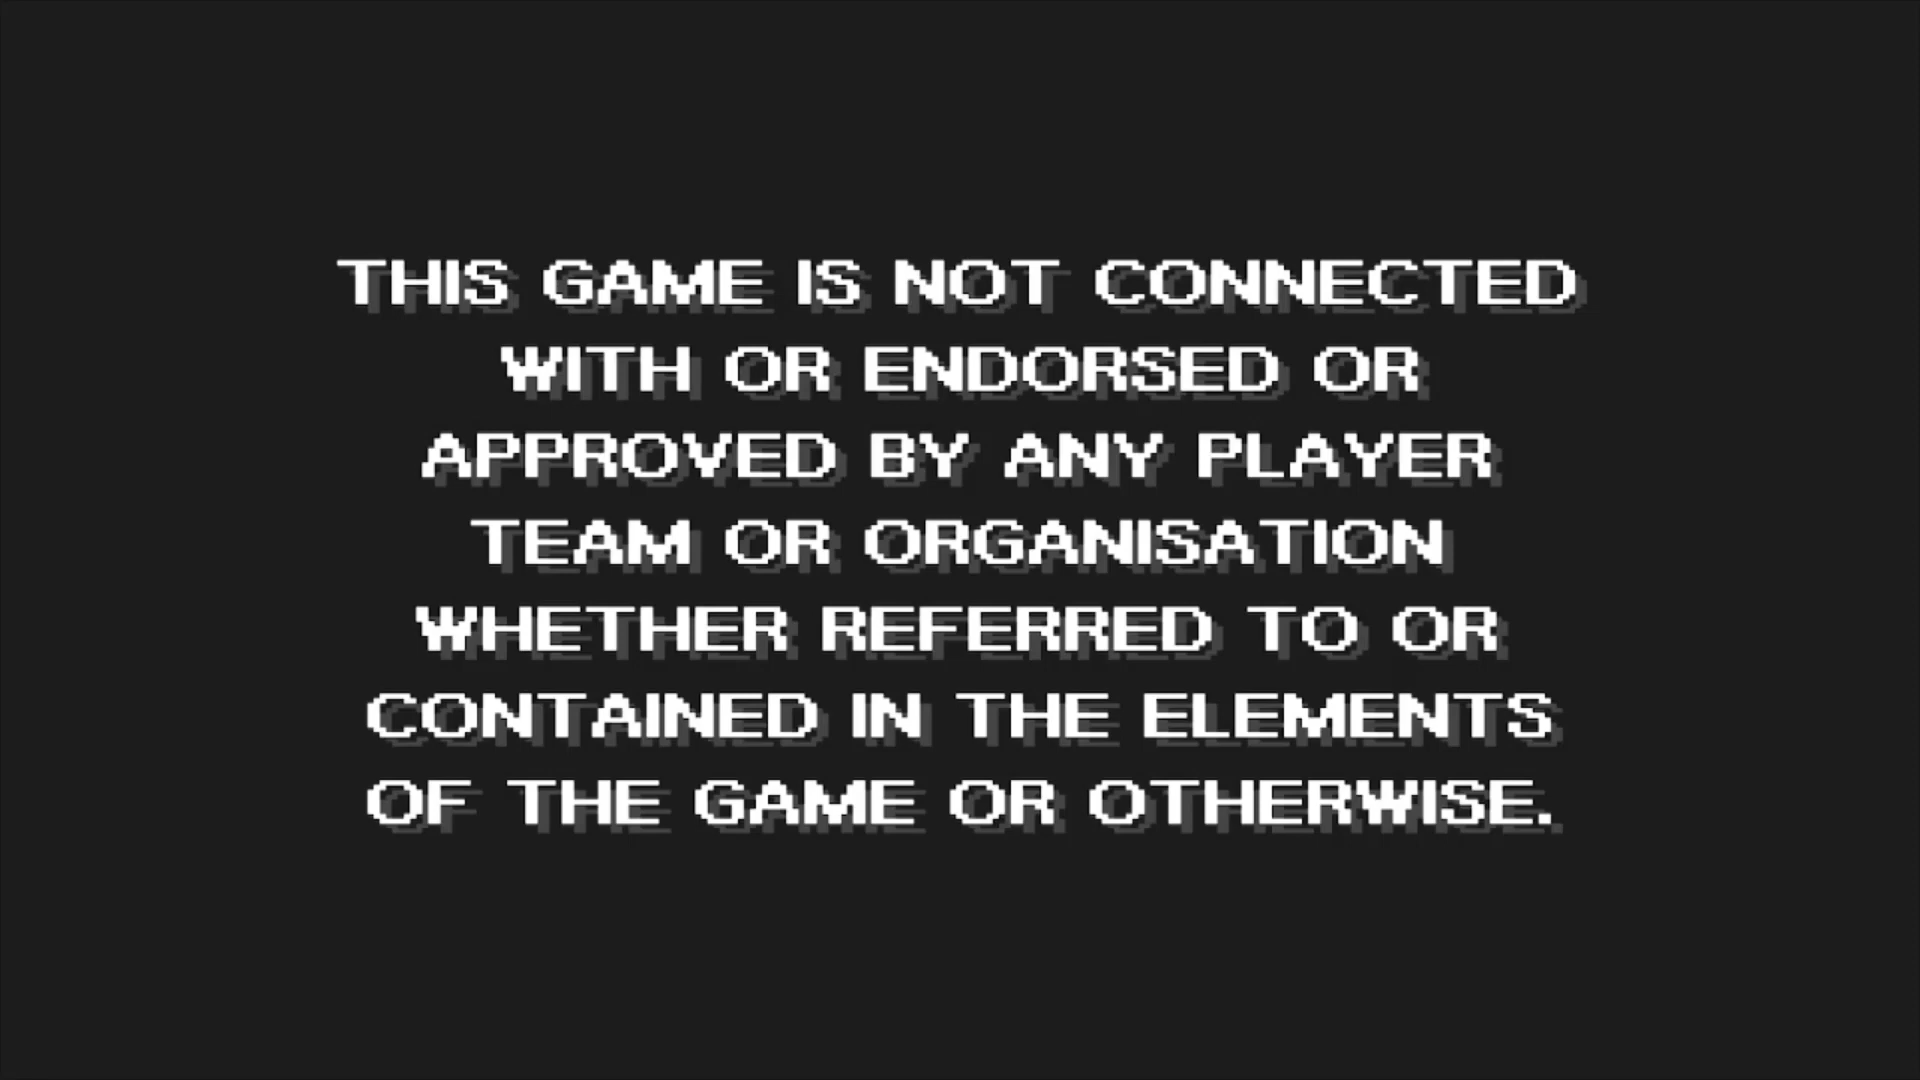 THIS GAME IS NOT CONNECTED
WITH OR ENDORSED OR
APPROVED BY ANY PLAYER
TEAM OR ORGANISATION
WHETHER REFERRED TO OR
CONTAINED IN THE ELEMENTS
OF THE GAME OR OTHERWISE.